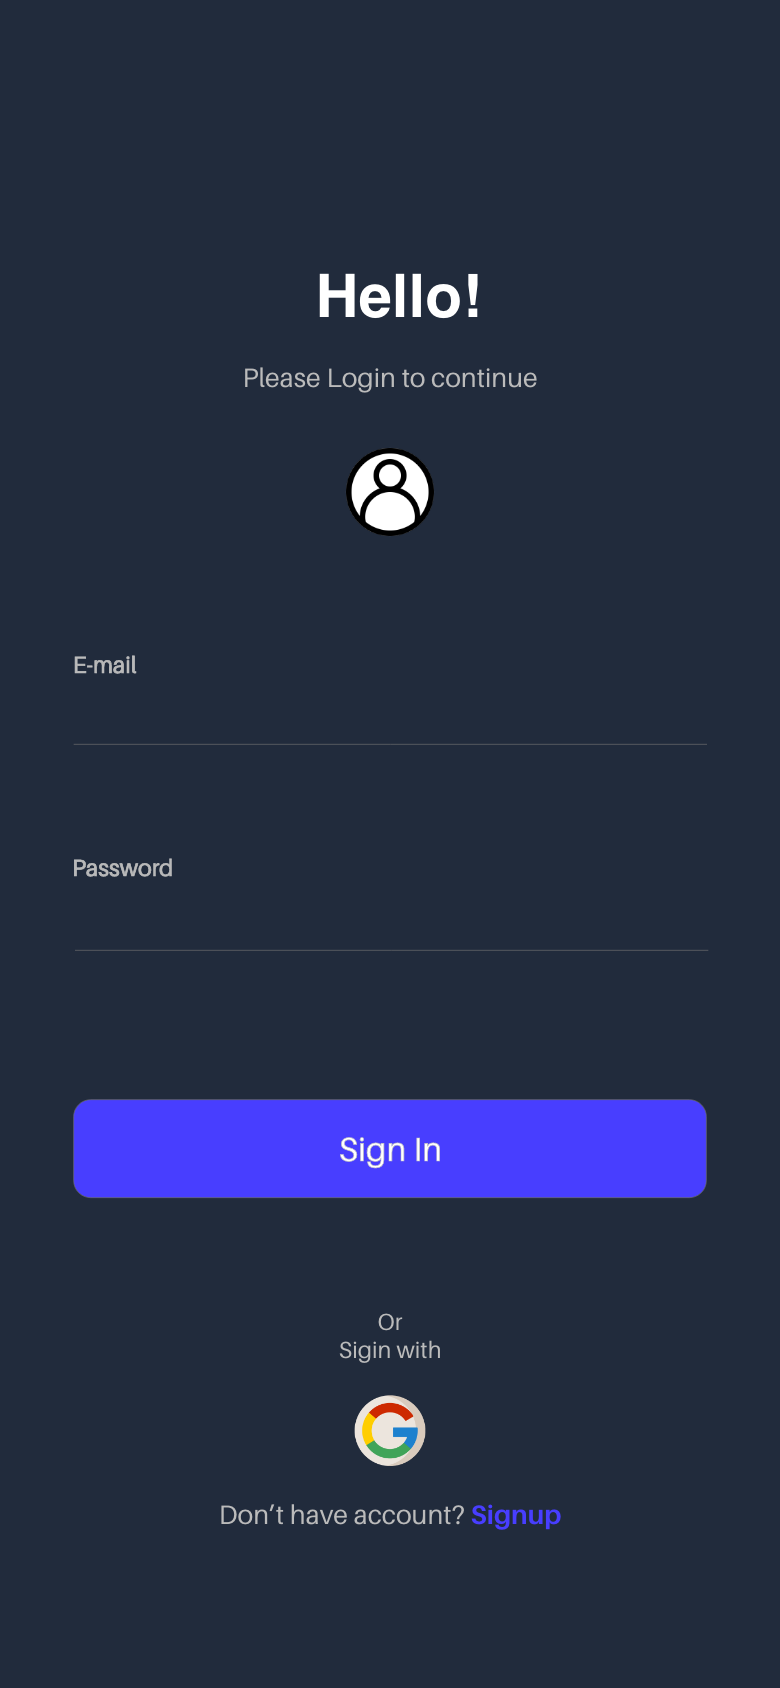 Hello!
Please Login to continue
E-mail
Password
Sign In
Or
Sigin with
Don’t have account? Signup